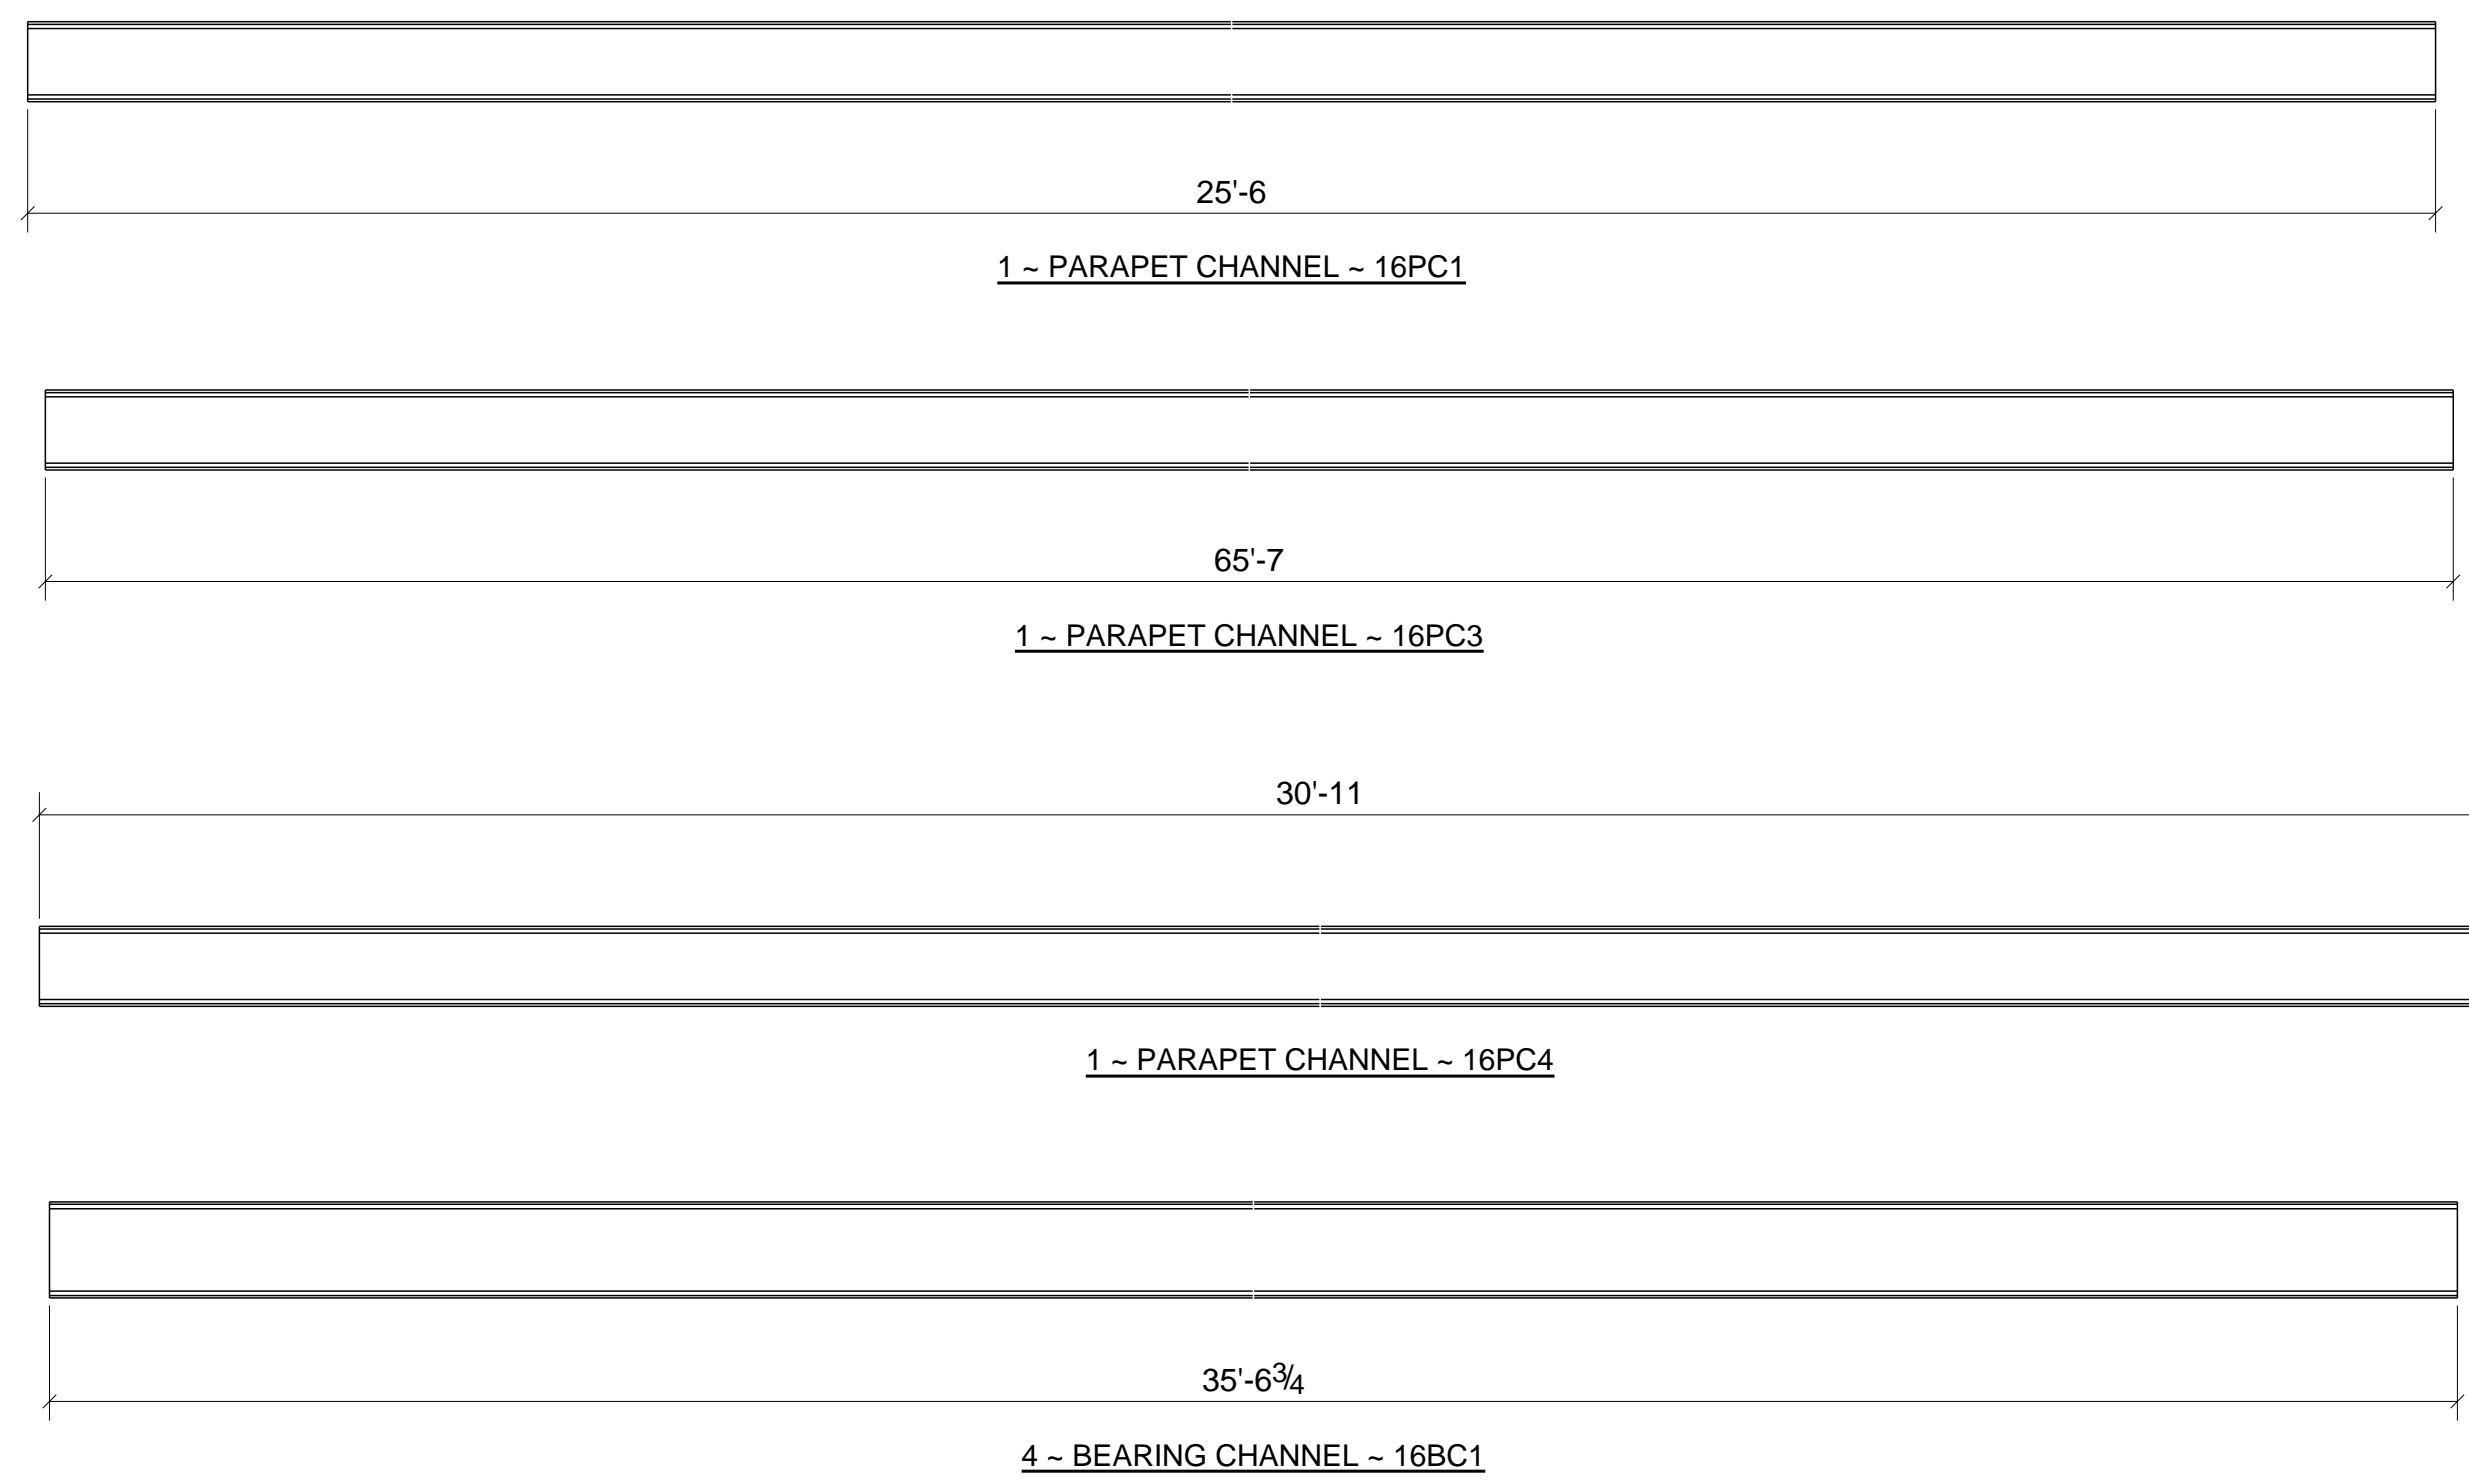 25'-6
1 ~ PARAPET CHANNEL ~ 16PC1
65'-7
1 ~ PARAPET CHANNEL ~ 16PC3
30'-11
1 ~ PARAPET CHANNEL ~ 16PC4
35'-6¾
4 ~ BEARING CHANNEL ~ 16BC1